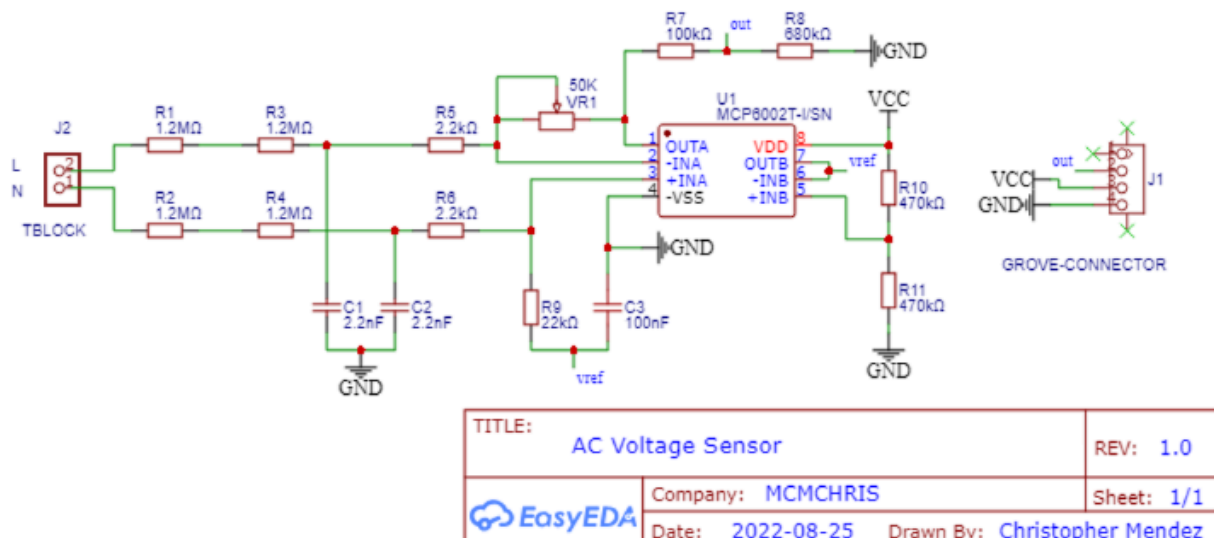 R7
100kΩ
out
R8
680kΩ
GND
50K
VR1
U1
MCP6002T-I/SN
VCC
J2
L
N
2
1
TBLOCK
R1
1.2MΩ
R3
1.2MΩ
R5
2.2kΩ
R2
1.2MΩ
R4
1.2MΩ
R6
2.2kΩ
1 OUTA VDD 8
2 -INA OUTB 7
3 +INA -INB 6
4 -VSS +INB 5
vref
R10
470kΩ
R11
470kΩ
GND
GND
C1
2.2nF
C2
2.2nF
GND
R9
22kΩ
C3
100nF
vref
out
VCC
GND
1
2
3
4
J1
GROVE-CONNECTOR
TITLE:
AC Voltage Sensor
REV: 1.0
EasyEDA
Company: MCMCHRIS
Sheet: 1/1
Date: 2022-08-25 Drawn By: Christopher Mendez